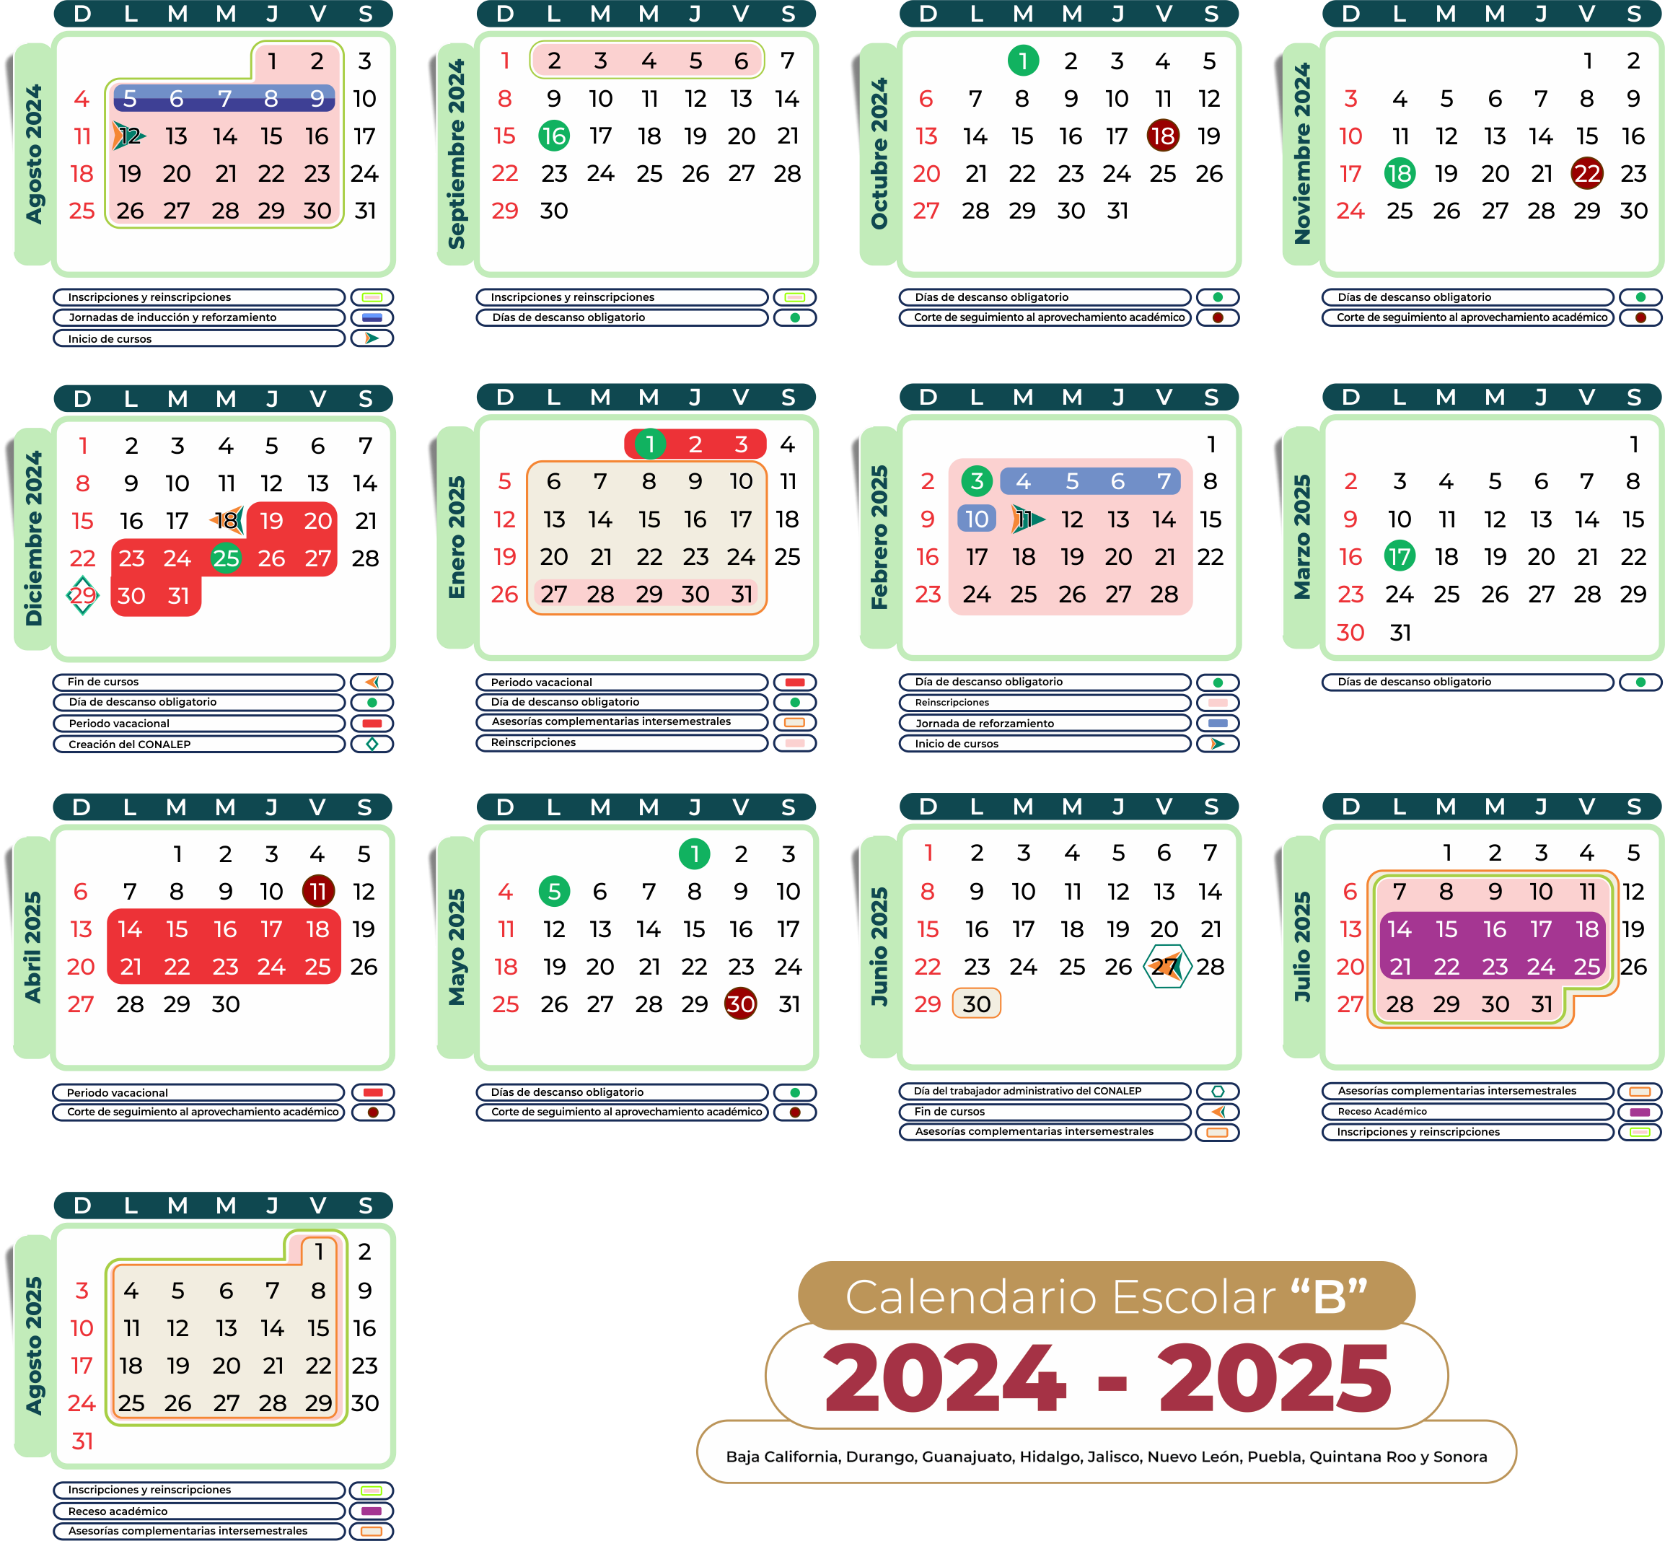 D L M M J V S
Agosto 2024
1 2 3
4 5 6 7 8 9 10
11 12 13 14 15 16 17
18 19 20 21 22 23 24
25 26 27 28 29 30 31
Inscripciones y reinscripciones
Jornadas de inducción y reforzamiento
Inicio de cursos
D L M M J V S
Septiembre 2024
1 2 3 4 5 6 7
8 9 10 11 12 13 14
15 16 17 18 19 20 21
22 23 24 25 26 27 28
29 30
Inscripciones y reinscripciones
Días de descanso obligatorio
D L M M J V S
Octubre 2024
1 2 3 4 5
6 7 8 9 10 11 12
13 14 15 16 17 18 19
20 21 22 23 24 25 26
27 28 29 30 31
Días de descanso obligatorio
Corte de seguimiento al aprovechamiento académico
D L M M J V S
Noviembre 2024
1 2
3 4 5 6 7 8 9
10 11 12 13 14 15 16
17 18 19 20 21 22 23
24 25 26 27 28 29 30
Días de descanso obligatorio
Corte de seguimiento al aprovechamiento académico
D L M M J V S
Diciembre 2024
1 2 3 4 5 6 7
8 9 10 11 12 13 14
15 16 17 18 19 20 21
22 23 24 25 26 27 28
29 30 31
Fin de cursos
Día de descanso obligatorio
Periodo vacacional
Creación del CONALEP
D L M M J V S
Enero 2025
1 2 3 4
5 6 7 8 9 10 11
12 13 14 15 16 17 18
19 20 21 22 23 24 25
26 27 28 29 30 31
Periodo vacacional
Día de descanso obligatorio
Asesorías complementarias intersemestrales
Reinscripciones
D L M M J V S
Febrero 2025
1
2 3 4 5 6 7 8
9 10 11 12 13 14 15
16 17 18 19 20 21 22
23 24 25 26 27 28
Día de descanso obligatorio
Reinscripciones
Jornada de reforzamiento
Inicio de cursos
D L M M J V S
Marzo 2025
1
2 3 4 5 6 7 8
9 10 11 12 13 14 15
16 17 18 19 20 21 22
23 24 25 26 27 28 29
30 31
Días de descanso obligatorio
D L M M J V S
Abril 2025
1 2 3 4 5
6 7 8 9 10 11 12
13 14 15 16 17 18 19
20 21 22 23 24 25 26
27 28 29 30
Periodo vacacional
Corte de seguimiento al aprovechamiento académico
D L M M J V S
Mayo 2025
1 2 3
4 5 6 7 8 9 10
11 12 13 14 15 16 17
18 19 20 21 22 23 24
25 26 27 28 29 30 31
Días de descanso obligatorio
Corte de seguimiento al aprovechamiento académico
D L M M J V S
Junio 2025
1 2 3 4 5 6 7
8 9 10 11 12 13 14
15 16 17 18 19 20 21
22 23 24 25 26 27 28
29 30
Día del trabajador administrativo del CONALEP
Fin de cursos
Asesorías complementarias intersemestrales
D L M M J V S
Julio 2025
1 2 3 4 5
6 7 8 9 10 11 12
13 14 15 16 17 18 19
20 21 22 23 24 25 26
27 28 29 30 31
Asesorías complementarias intersemestrales
Receso Académico
Inscripciones y reinscripciones
D L M M J V S
Agosto 2025
1 2
3 4 5 6 7 8 9
10 11 12 13 14 15 16
17 18 19 20 21 22 23
24 25 26 27 28 29 30
31
Inscripciones y reinscripciones
Receso académico
Asesorías complementarias intersemestrales
Calendario Escolar “B”
2024 - 2025
Baja California, Durango, Guanajuato, Hidalgo, Jalisco, Nuevo León, Puebla, Quintana Roo y Sonora